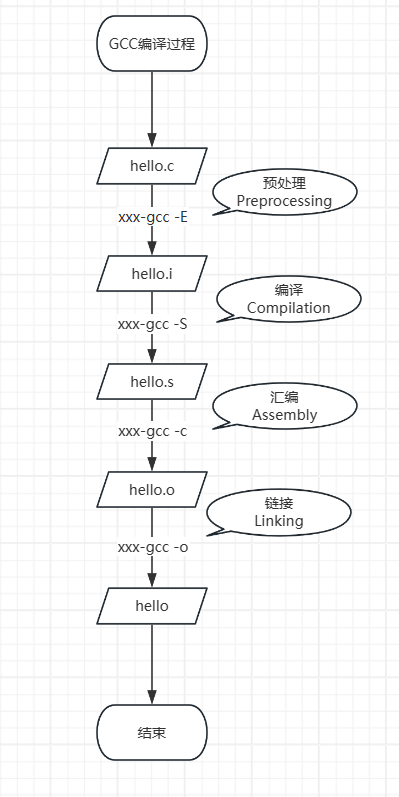 GCC编译过程
hello.c
预处理
Preprocessing
xxx-gcc -E
hello.i
编译
Compilation
xxx-gcc -S
hello.s
汇编
Assembly
xxx-gcc -c
hello.o
链接
Linking
xxx-gcc -o
hello
结束